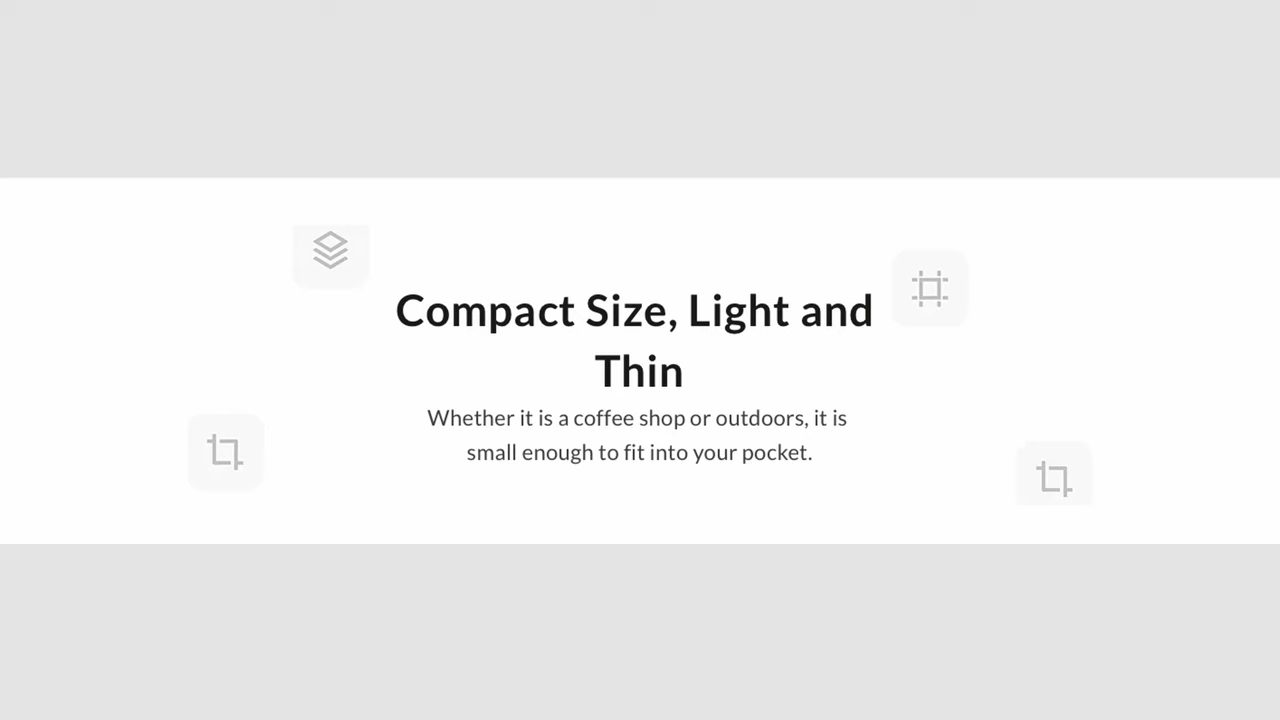 Compact Size, Light and
Thin
Whether it is a coffee shop or outdoors, it is
small enough to fit into your pocket.